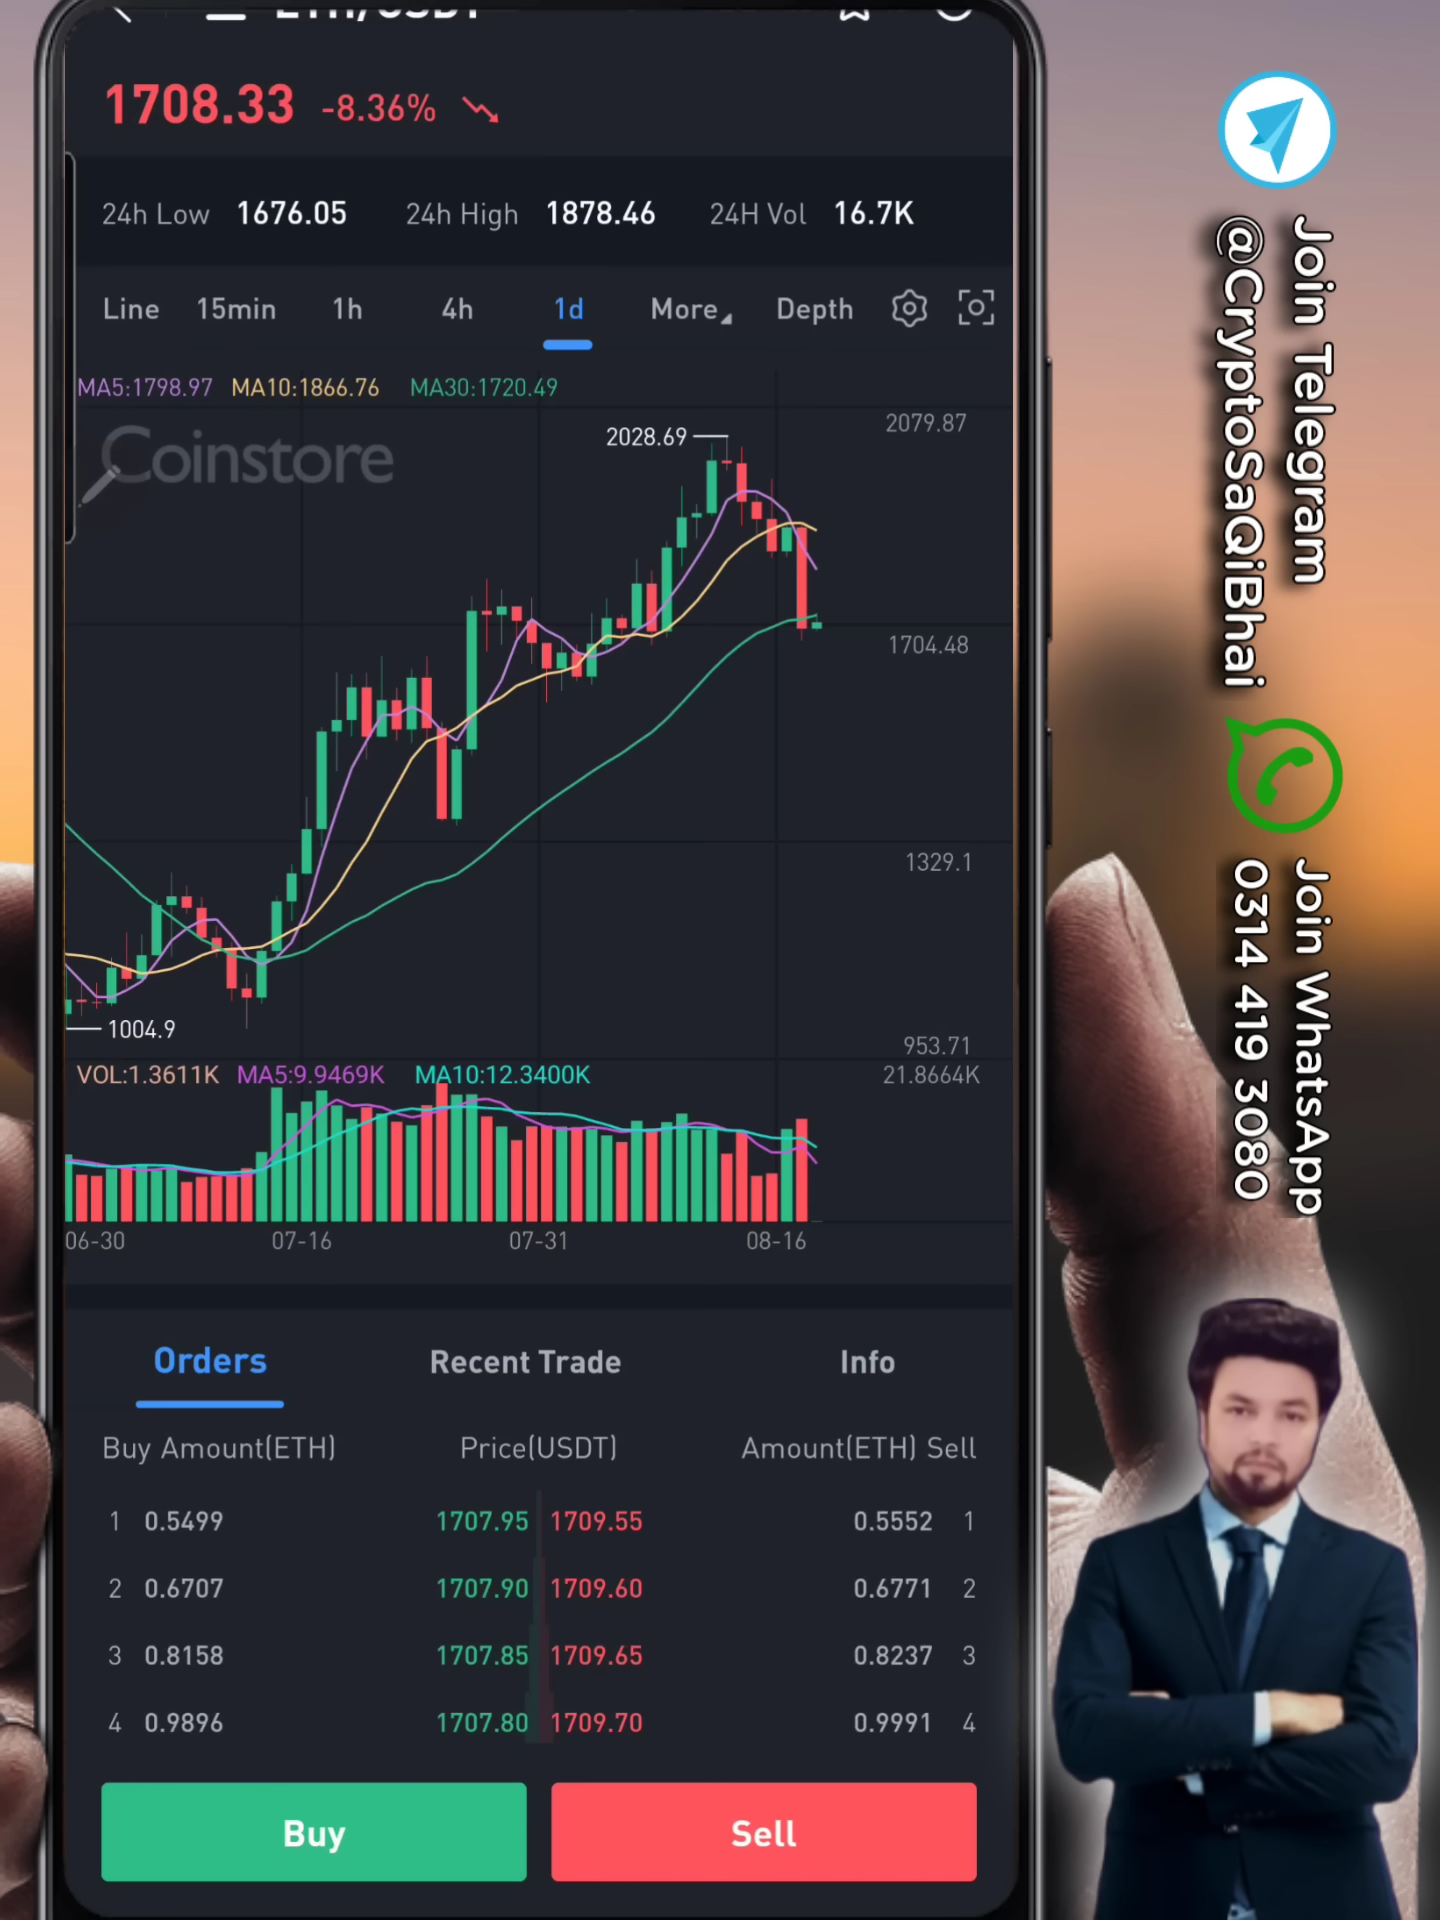 ETH/USDT
1708.33 -8.36%
24h Low 1676.05 24h High 1878.46 24H Vol 16.7K
Line 15min 1h 4h 1d More Depth
MA5:1798.97 MA10:1866.76 MA30:1720.49
2079.87
2028.69
Coinstore
1704.48
1329.1
1004.9
953.71
VOL:1.3611K MA5:9.9469K MA10:12.3400K 21.8664K
06-30 07-16 07-31 08-16
Orders Recent Trade Info
Buy Amount(ETH) Price(USDT) Amount(ETH) Sell
1 0.5499 1707.95 1709.55 0.5552 1
2 0.6707 1707.90 1709.60 0.6771 2
3 0.8158 1707.85 1709.65 0.8237 3
4 0.9896 1707.80 1709.70 0.9991 4
Buy Sell
Join Telegram
@CryptoSaQiBhai
Join WhatsApp
0314 419 3080